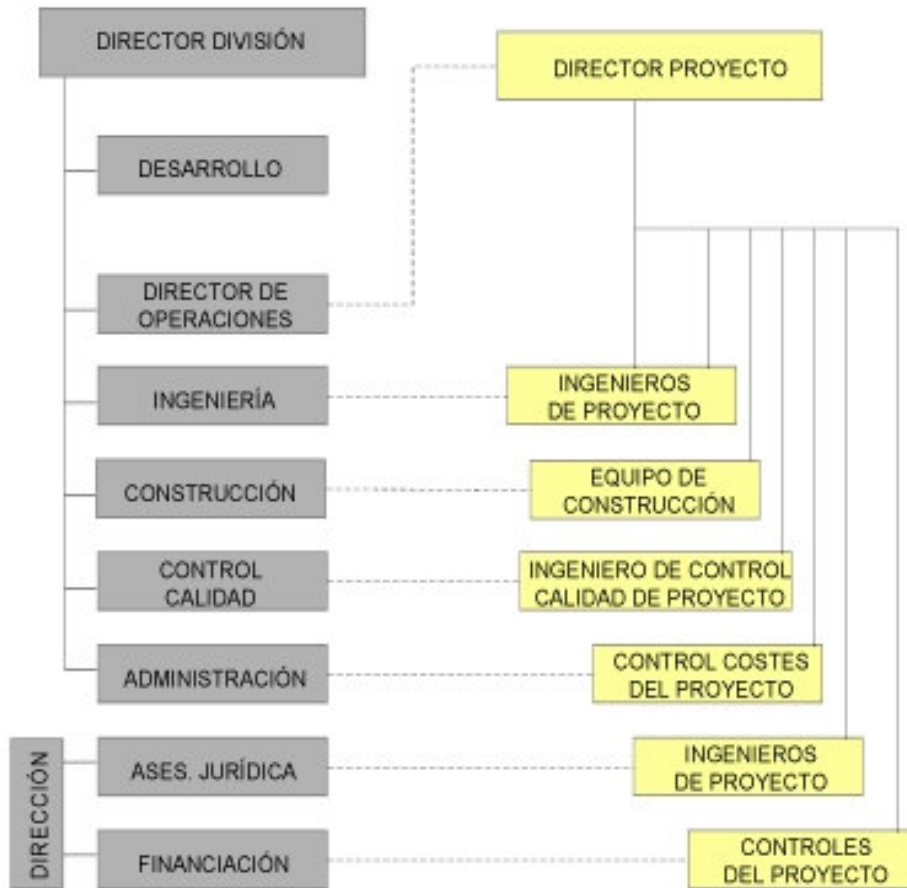 DIRECTOR DIVISIÓN
DIRECTOR PROYECTO
DESARROLLO
DIRECTOR DE
OPERACIONES
INGENIERÍA
INGENIEROS
DE PROYECTO
CONSTRUCCIÓN
EQUIPO DE
CONSTRUCCIÓN
CONTROL
CALIDAD
INGENIERO DE CONTROL
CALIDAD DE PROYECTO
ADMINISTRACIÓN
CONTROL COSTES
DEL PROYECTO
DIRECCIÓN
ASES. JURÍDICA
INGENIEROS
DE PROYECTO
FINANCIACIÓN
CONTROLES
DEL PROYECTO